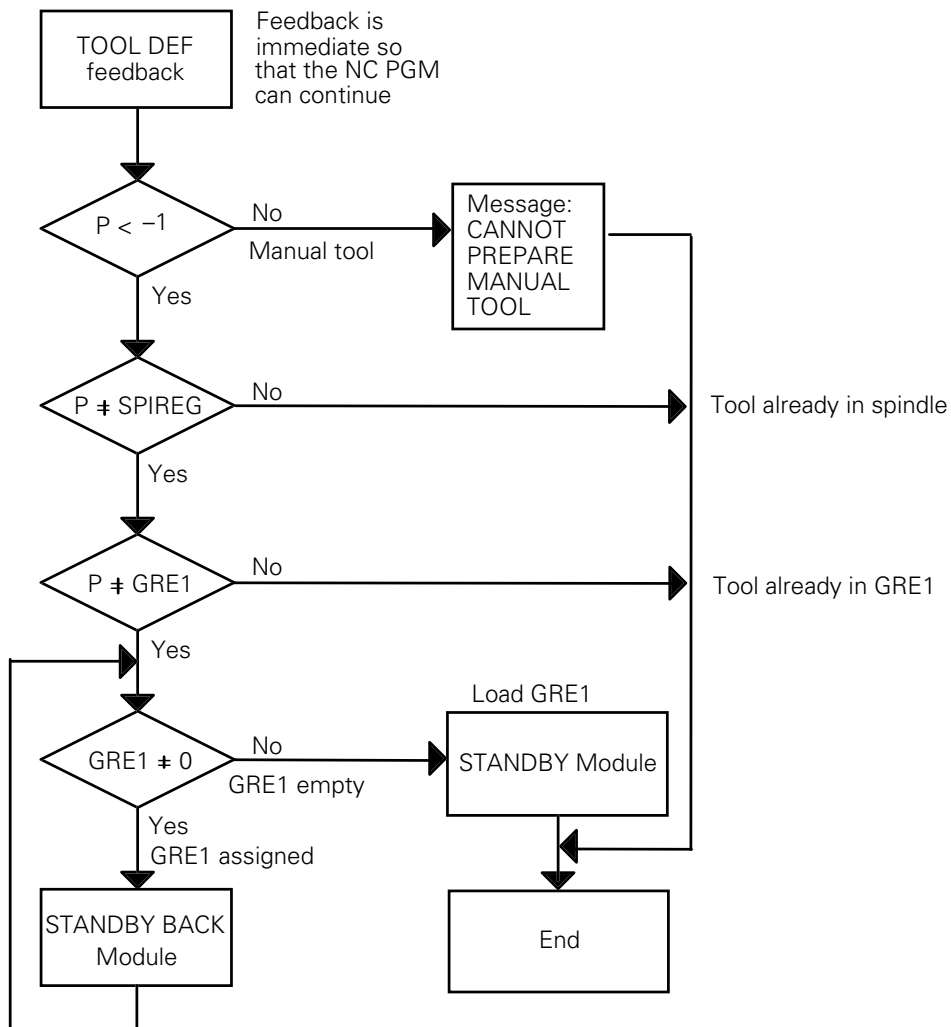 TOOL DEF
feedback
Feedback is
immediate so
that the NC PGM
can continue
P < −1
No
Manual tool
Message:
CANNOT
PREPARE
MANUAL
TOOL
Yes
P ≠ SPIREG
No
Tool already in spindle
Yes
P ≠ GRE1
No
Tool already in GRE1
Yes
Load GRE1
GRE1 ≠ 0
No
GRE1 empty
STANDBY Module
Yes
GRE1 assigned
STANDBY BACK
Module
End